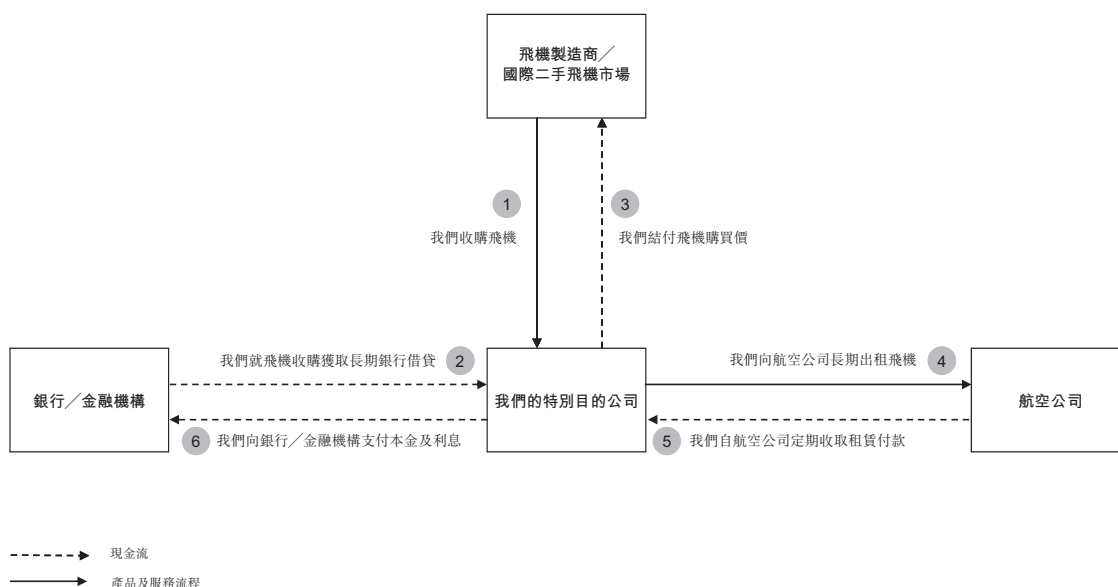 飛機製造商／
國際二手飛機市場
1
3
我們收購飛機
我們結付飛機購買價
我們就飛機收購獲取長期銀行借貸
2
我們向航空公司長期出租飛機
4
銀行／金融機構
我們的特別目的公司
航空公司
6
我們向銀行／金融機構支付本金及利息
5
我們自航空公司定期收取租賃付款
現金流
產品及服務流程